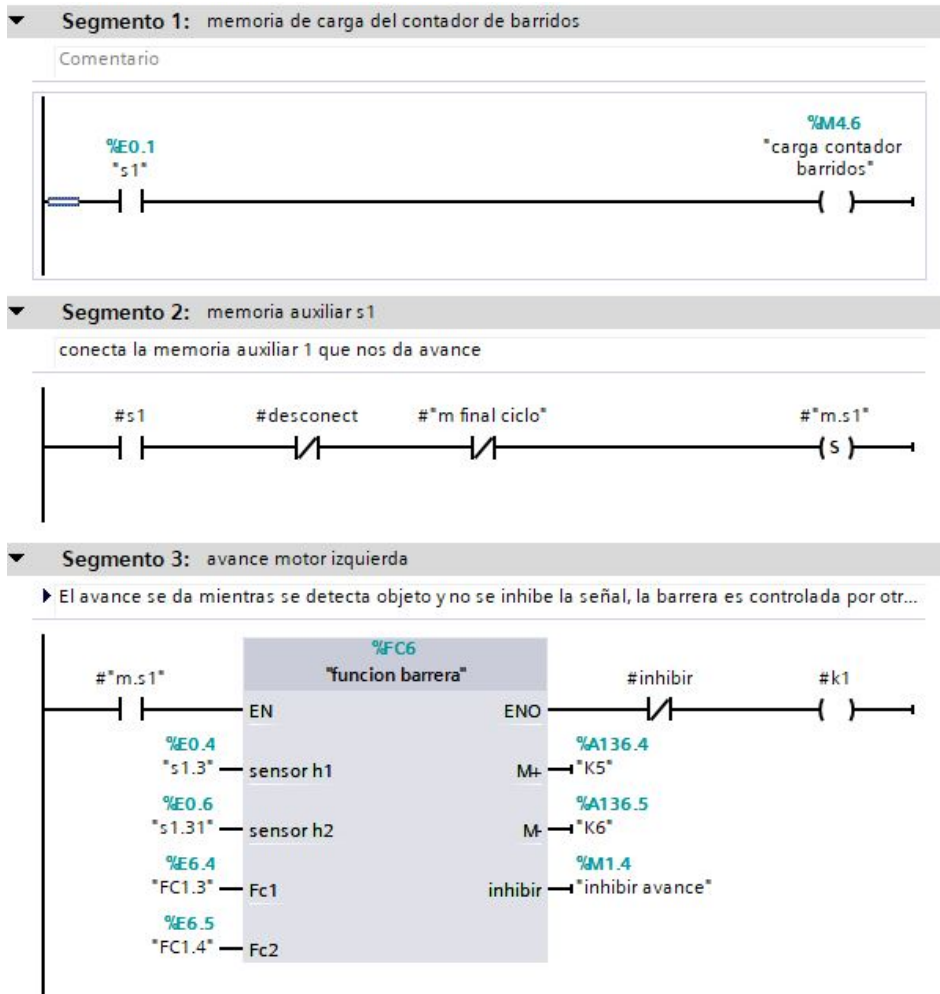 Segmento 1: memoria de carga del contador de barridos
Comentario
%M4.6
%E0.1
"carga contador
"s1"
barridos"
Segmento 2: memoria auxiliar s1
conecta la memoria auxiliar 1 que nos da avance
#s1 #desconect #"m final ciclo" #"m.s1"
S
Segmento 3: avance motor izquierda
El avance se da mientras se detecta objeto y no se inhibe la señal, la barrera es controlada por otr...
%FC6
"funcion barrera"
#"m.s1" #inhibir #k1
EN ENO
%E0.4 %A136.4
"s1.3" sensor h1 M+ "K5"
%E0.6 %A136.5
"s1.31" sensor h2 M- "K6"
%E6.4 %M1.4
"FC1.3" Fc1 inhibir "inhibir avance"
%E6.5
"FC1.4" Fc2